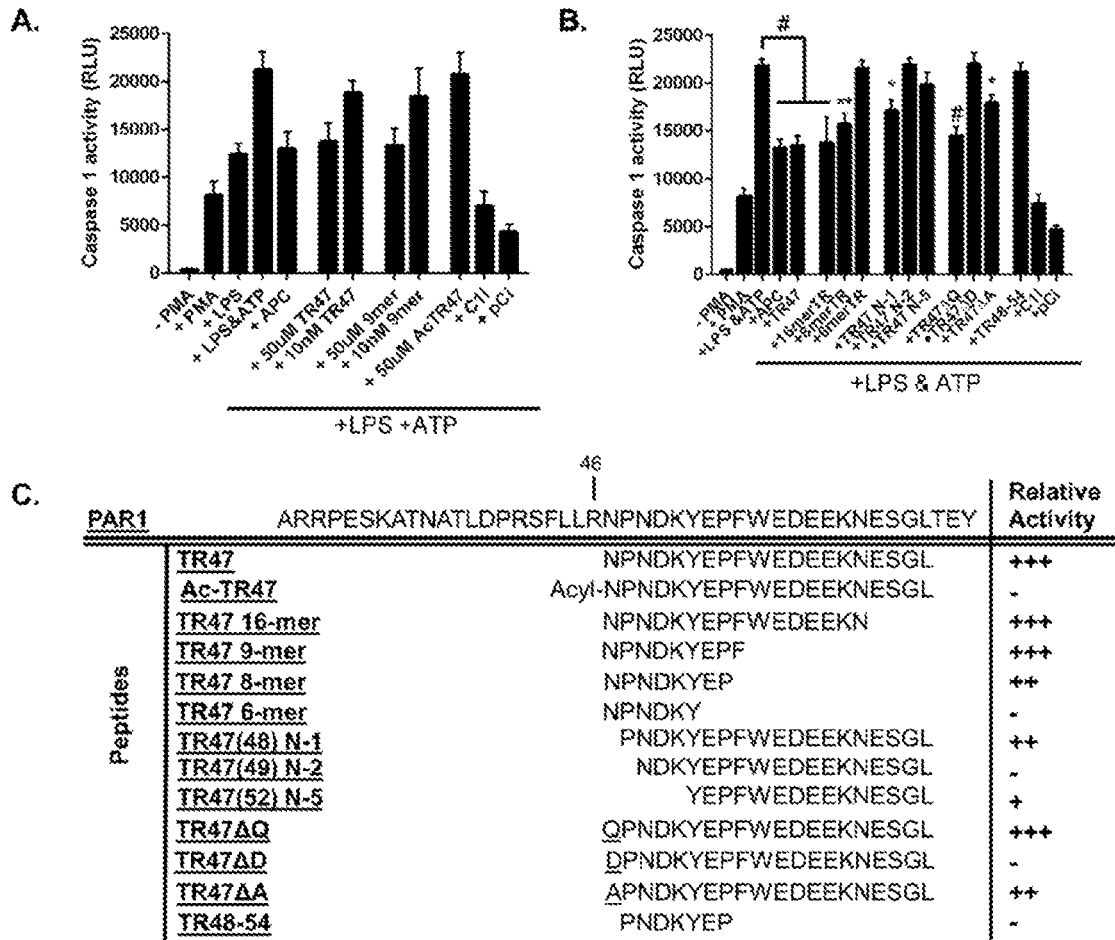 A.
Caspase 1 activity (RLU)
25000
20000
15000
10000
5000
0
- PMA
+ PMA
+ LPS
+ LPS&ATP
+ APC
+ 50uM TR47
+ 10nM TR47
+ 50uM 9mer
+ 10nM 9mer
+ 50uM AcTR47
+ C1I
+ pCi
+LPS +ATP
B.
Caspase 1 activity (RLU)
25000
20000
15000
10000
5000
0
#
**
*
#
*
- PMA
+ PMA
+LPS & ATP
+APC
+TR47
+16merTR
+8merTR
+6merTR
+TR47 N-1
+TR47 N-2
+TR47 N-5
+TR47ΔQ
+TR47ΔD
+TR47ΔA
+TR48-54
+C1I
+pCi
+LPS & ATP
C.
46
PAR1 ARRPESKATNATLDPRSFLLRNPNDKYEPFWEDEEKNESGLTEY Relative Activity
Peptides
TR47 NPNDKYEPFWEDEEKNESGL +++
Ac-TR47 Acyl-NPNDKYEPFWEDEEKNESGL -
TR47 16-mer NPNDKYEPFWEDEEKN +++
TR47 9-mer NPNDKYEPF +++
TR47 8-mer NPNDKYEP ++
TR47 6-mer NPNDKY -
TR47(48) N-1 PNDKYEPFWEDEEKNESGL ++
TR47(49) N-2 NDKYEPFWEDEEKNESGL -
TR47(52) N-5 YEPFWEDEEKNESGL +
TR47ΔQ QPNDKYEPFWEDEEKNESGL +++
TR47ΔD DPNDKYEPFWEDEEKNESGL -
TR47ΔA APNDKYEPFWEDEEKNESGL ++
TR48-54 PNDKYEP -